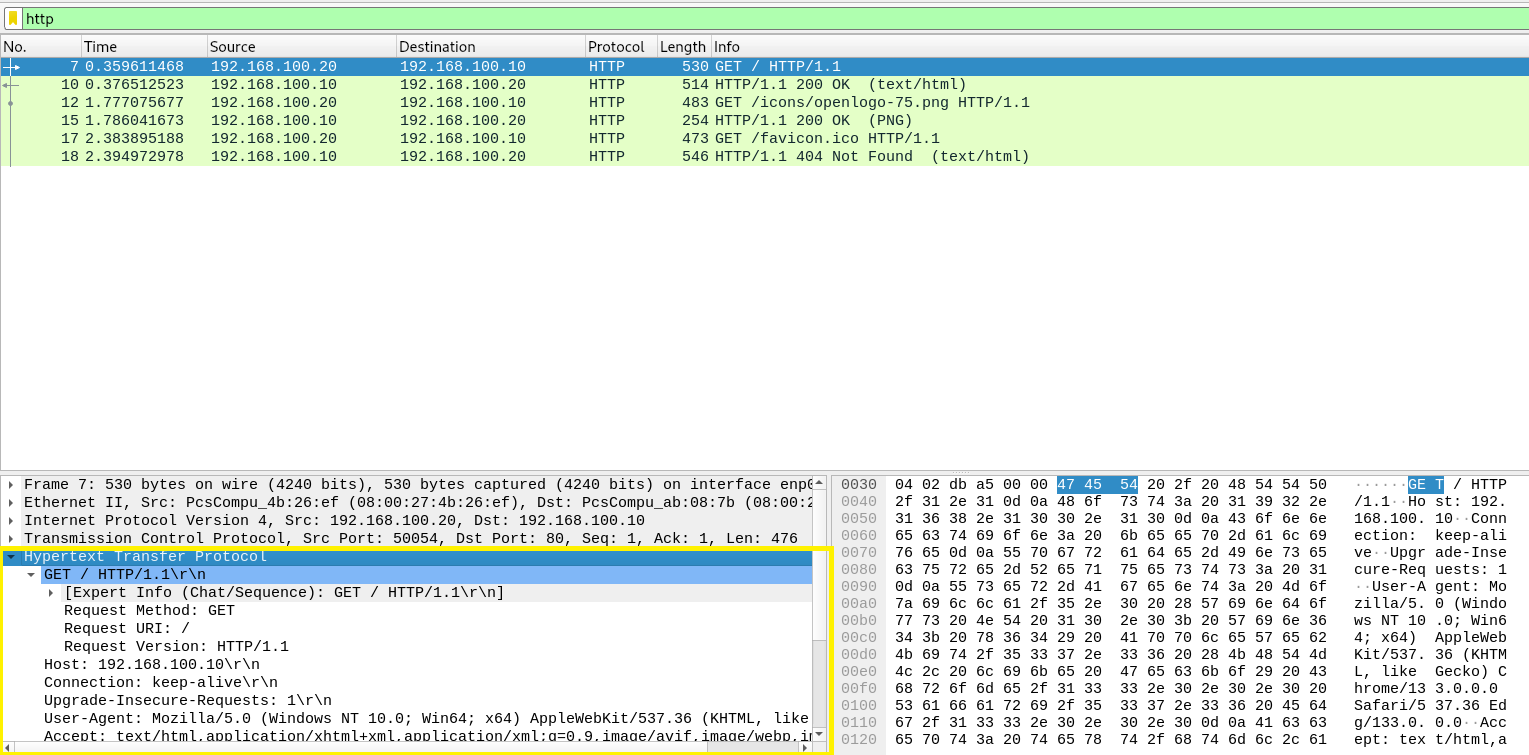 http
No. Time Source Destination Protocol Length Info
7 0.359611468 192.168.100.20 192.168.100.10 HTTP 530 GET / HTTP/1.1
10 0.376512523 192.168.100.10 192.168.100.20 HTTP 514 HTTP/1.1 200 OK (text/html)
12 1.777075677 192.168.100.20 192.168.100.10 HTTP 483 GET /icons/openlogo-75.png HTTP/1.1
15 1.786041673 192.168.100.10 192.168.100.20 HTTP 254 HTTP/1.1 200 OK (PNG)
17 2.383895188 192.168.100.20 192.168.100.10 HTTP 473 GET /favicon.ico HTTP/1.1
18 2.394972978 192.168.100.10 192.168.100.20 HTTP 546 HTTP/1.1 404 Not Found (text/html)
Frame 7: 530 bytes on wire (4240 bits), 530 bytes captured (4240 bits) on interface enp0
Ethernet II, Src: PcsCompu_4b:26:ef (08:00:27:4b:26:ef), Dst: PcsCompu_ab:08:7b (08:00:2
Internet Protocol Version 4, Src: 192.168.100.20, Dst: 192.168.100.10
Transmission Control Protocol, Src Port: 50054, Dst Port: 80, Seq: 1, Ack: 1, Len: 476
Hypertext Transfer Protocol
GET / HTTP/1.1\r\n
[Expert Info (Chat/Sequence): GET / HTTP/1.1\r\n]
Request Method: GET
Request URI: /
Request Version: HTTP/1.1
Host: 192.168.100.10\r\n
Connection: keep-alive\r\n
Upgrade-Insecure-Requests: 1\r\n
User-Agent: Mozilla/5.0 (Windows NT 10.0; Win64; x64) AppleWebKit/537.36 (KHTML, like
Accept: text/html,application/xhtml+xml,application/xml;q=0.9,image/avif,image/webp,im
0030 04 02 db a5 00 00 47 45 54 20 2f 20 48 54 54 50 ······GE T / HTTP
0040 2f 31 2e 31 0d 0a 48 6f 73 74 3a 20 31 39 32 2e /1.1··Ho st: 192.
0050 31 36 38 2e 31 30 30 2e 31 30 0d 0a 43 6f 6e 6e 168.100. 10··Conn
0060 65 63 74 69 6f 6e 3a 20 6b 65 65 70 2d 61 6c 69 ection: keep-ali
0070 76 65 0d 0a 55 70 67 72 61 64 65 2d 49 6e 73 65 ve··Upgr ade-Inse
0080 63 75 72 65 2d 52 65 71 75 65 73 74 73 3a 20 31 cure-Req uests: 1
0090 0d 0a 55 73 65 72 2d 41 67 65 6e 74 3a 20 4d 6f ··User-A gent: Mo
00a0 7a 69 6c 6c 61 2f 35 2e 30 20 28 57 69 6e 64 6f zilla/5. 0 (Windo
00b0 77 73 20 4e 54 20 31 30 2e 30 3b 20 57 69 6e 36 ws NT 10 .0; Win6
00c0 34 3b 20 78 36 34 29 20 41 70 70 6c 65 57 65 62 4; x64) AppleWeb
00d0 4b 69 74 2f 35 33 37 2e 33 36 20 28 4b 48 54 4d Kit/537. 36 (KHTM
00e0 4c 2c 20 6c 69 6b 65 20 47 65 63 6b 6f 29 20 43 L, like Gecko) C
00f0 68 72 6f 6d 65 2f 31 33 33 2e 30 2e 30 2e 30 20 hrome/13 3.0.0.0
0100 53 61 66 61 72 69 2f 35 33 37 2e 33 36 20 45 64 Safari/5 37.36 Ed
0110 67 2f 31 33 33 2e 30 2e 30 2e 30 0d 0a 41 63 63 g/133.0. 0.0··Acc
0120 65 70 74 3a 20 74 65 78 74 2f 68 74 6d 6c 2c 61 ept: tex t/html,a